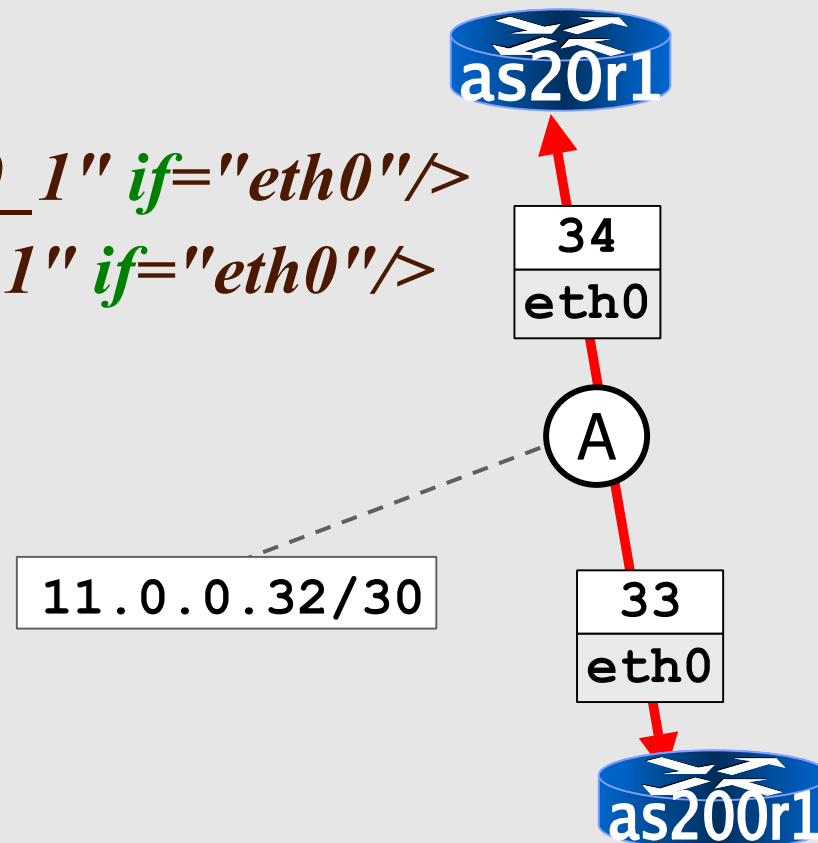 as20r1
_1" if="eth0"/>
1" if="eth0"/>
34
eth0
A
11.0.0.32/30
33
eth0
as200r1